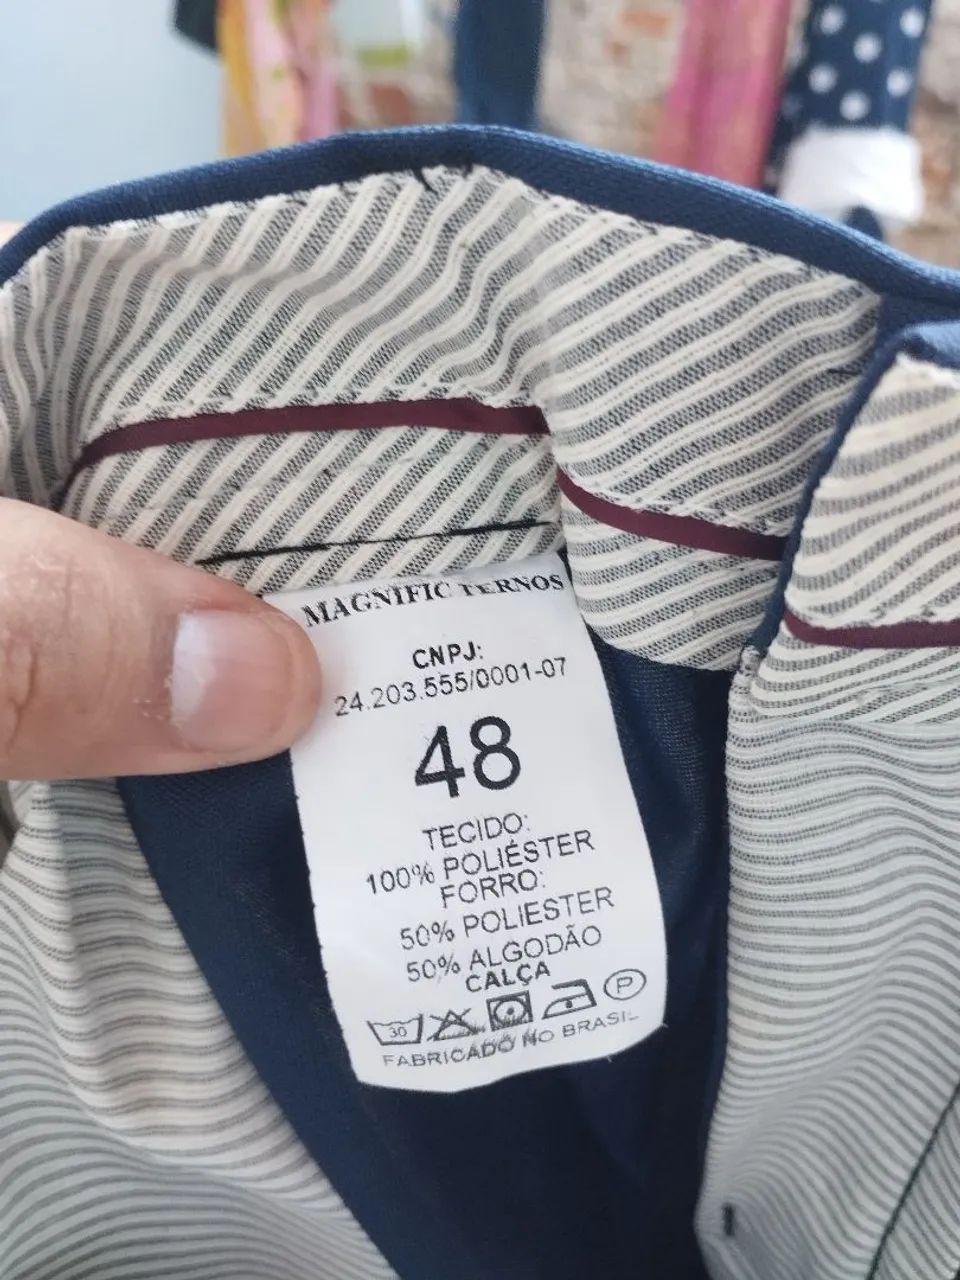 MAGNIFIC TERNOS
CNPJ:
24.203.555/0001-07
48
TECIDO:
100% POLIÉSTER
FORRO:
50% POLIESTER
50% ALGODÃO
CALÇA
30 P
FABRICADO NO BRASIL